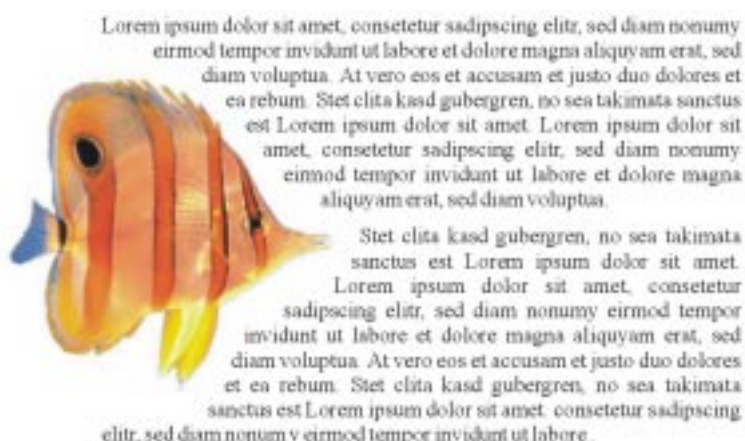 Lorem ipsum dolor sit amet, consetetur sadipscing elitr, sed diam nonumy
eirmod tempor invidunt ut labore et dolore magna aliquyam erat, sed
diam voluptua. At vero eos et accusam et justo duo dolores et
ea rebum. Stet clita kasd gubergren, no sea takimata sanctus
est Lorem ipsum dolor sit amet. Lorem ipsum dolor sit
amet, consetetur sadipscing elitr, sed diam nonumy
eirmod tempor invidunt ut labore et dolore magna
aliquyam erat, sed diam voluptua.
Stet clita kasd gubergren, no sea takimata
sanctus est Lorem ipsum dolor sit amet.
Lorem ipsum dolor sit amet, consetetur
sadipscing elitr, sed diam nonumy eirmod tempor
invidunt ut labore et dolore magna aliquyam erat, sed
diam voluptua. At vero eos et accusam et justo duo dolores
et ea rebum. Stet clita kasd gubergren, no sea takimata
sanctus est Lorem ipsum dolor sit amet. consetetur sadipscing
elitr, sed diam nonum y eirmod tempor invidunt ut labore